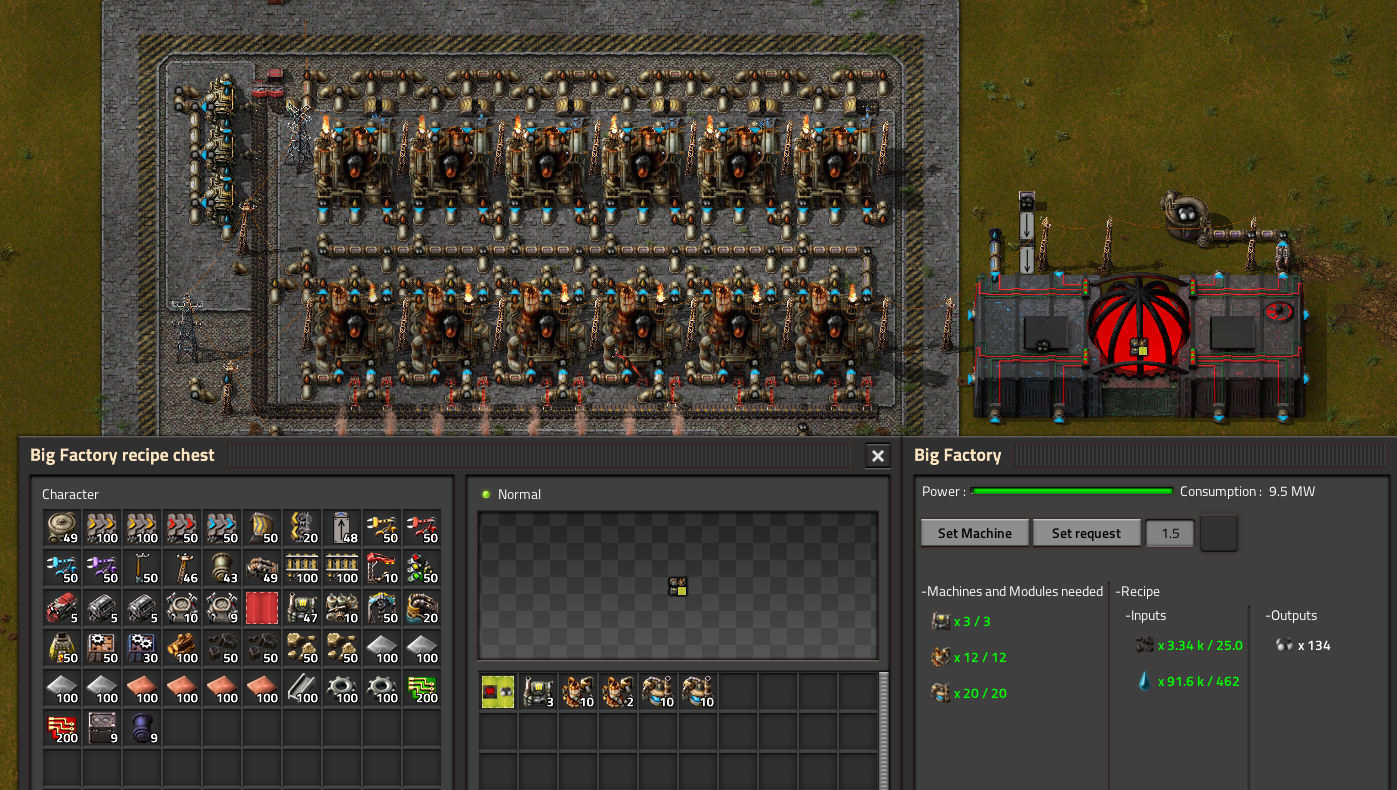 Big Factory recipe chest
Character
49 100 100 50 50 50 20 48 50 50
50 50 50 46 43 49 100 100 10 50
5 5 5 10 9 47 10 50 20
50 50 30 100 50 50 50 50 100 100
100 100 100 100 100 100 100 100 100 200
200 9 9
Normal
3 10 2 10 10
Big Factory
Power : Consumption : 9.5 MW
Set Machine Set request 1.5
-Machines and Modules needed
x 3 / 3
x 12 / 12
x 20 / 20
-Recipe
-Inputs
x 3.34 k / 25.0
x 91.6 k / 462
-Outputs
x 134